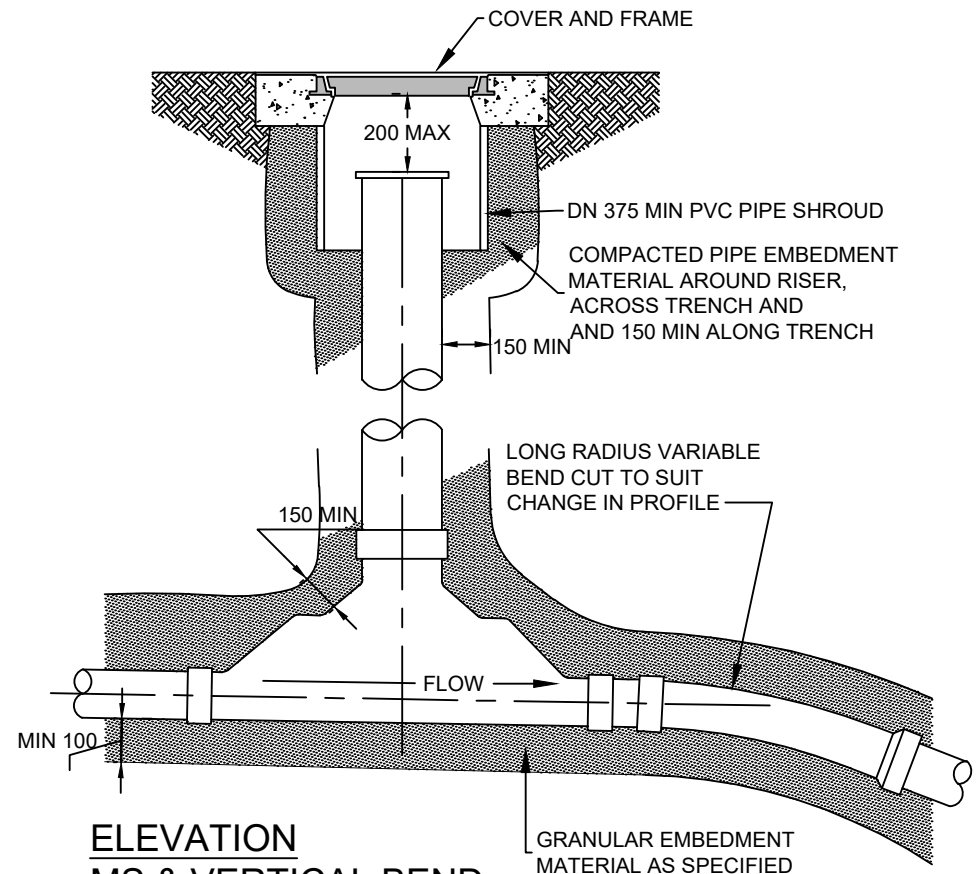 COVER AND FRAME
200 MAX
DN 375 MIN PVC PIPE SHROUD
COMPACTED PIPE EMBEDMENT
MATERIAL AROUND RISER,
ACROSS TRENCH AND
AND 150 MIN ALONG TRENCH
150 MIN
LONG RADIUS VARIABLE
BEND CUT TO SUIT
CHANGE IN PROFILE
150 MIN
FLOW
MIN 100
ELEVATION
MS & VERTICAL BEND
GRANULAR EMBEDMENT
MATERIAL AS SPECIFIED